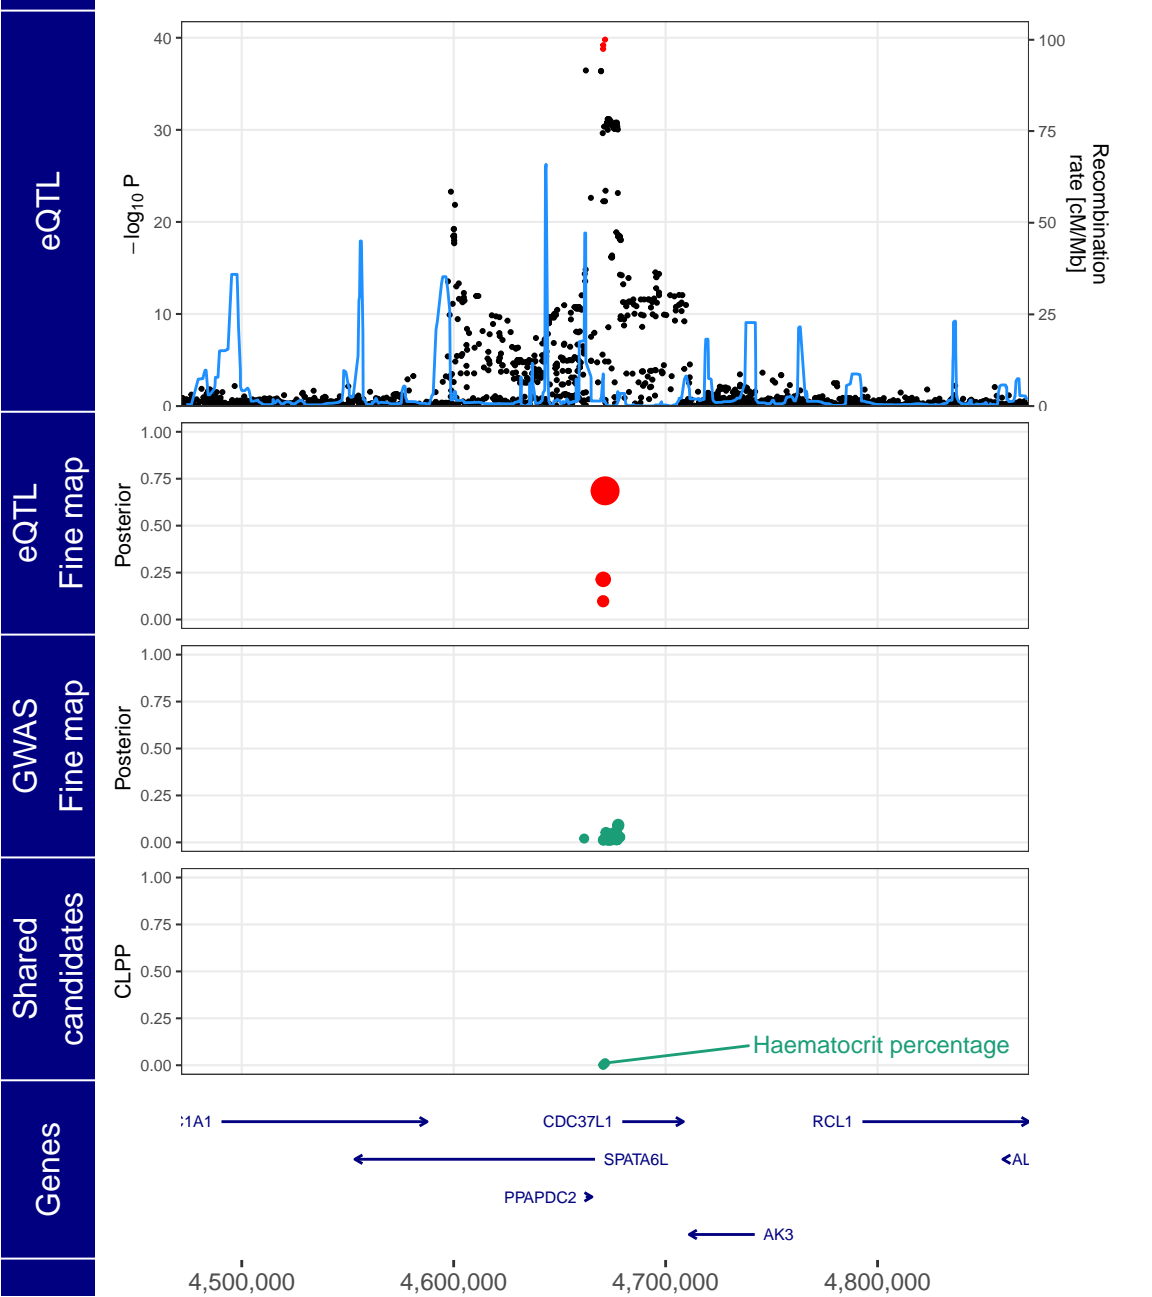 eQTL
−log10 P
40
30
20
10
0
100
75
50
25
0
Recombination
rate [cM/Mb]
eQTL
Fine map
Posterior
1.00
0.75
0.50
0.25
0.00
GWAS
Fine map
Posterior
1.00
0.75
0.50
0.25
0.00
Shared
candidates
CLPP
1.00
0.75
0.50
0.25
0.00
Haematocrit percentage
Genes
C1A1
CDC37L1
RCL1
SPATA6L
AL
PPAPDC2
AK3
4,500,000
4,600,000
4,700,000
4,800,000